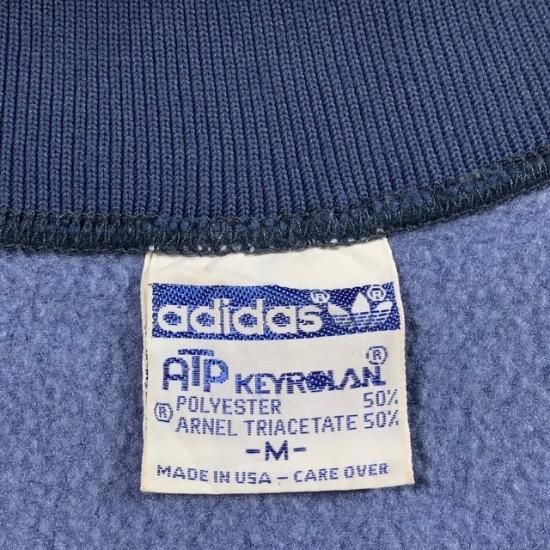 adidas®
ATP KEYROLAN®
POLYESTER 50%
® ARNEL TRIACETATE 50%
-M-
MADE IN USA - CARE OVER